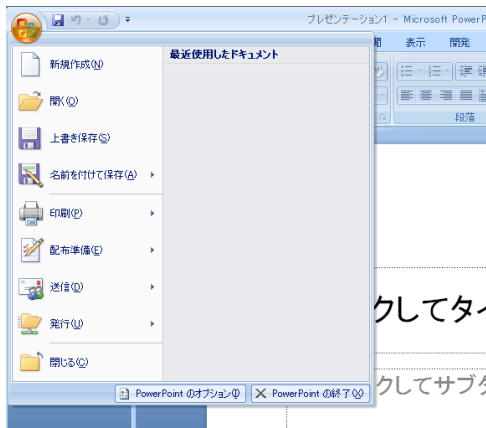 プレゼンテーション1 - Microsoft PowerP
表示 開発
最近使用したドキュメント
新規作成(N)
開く(O)
上書き保存(S)
名前を付けて保存(A)
印刷(P)
配布準備(E)
送信(D)
発行(U)
閉じる(C)
段落
クしてタイ
クしてサブタ
PowerPoint のオプション(I) PowerPoint の終了(X)